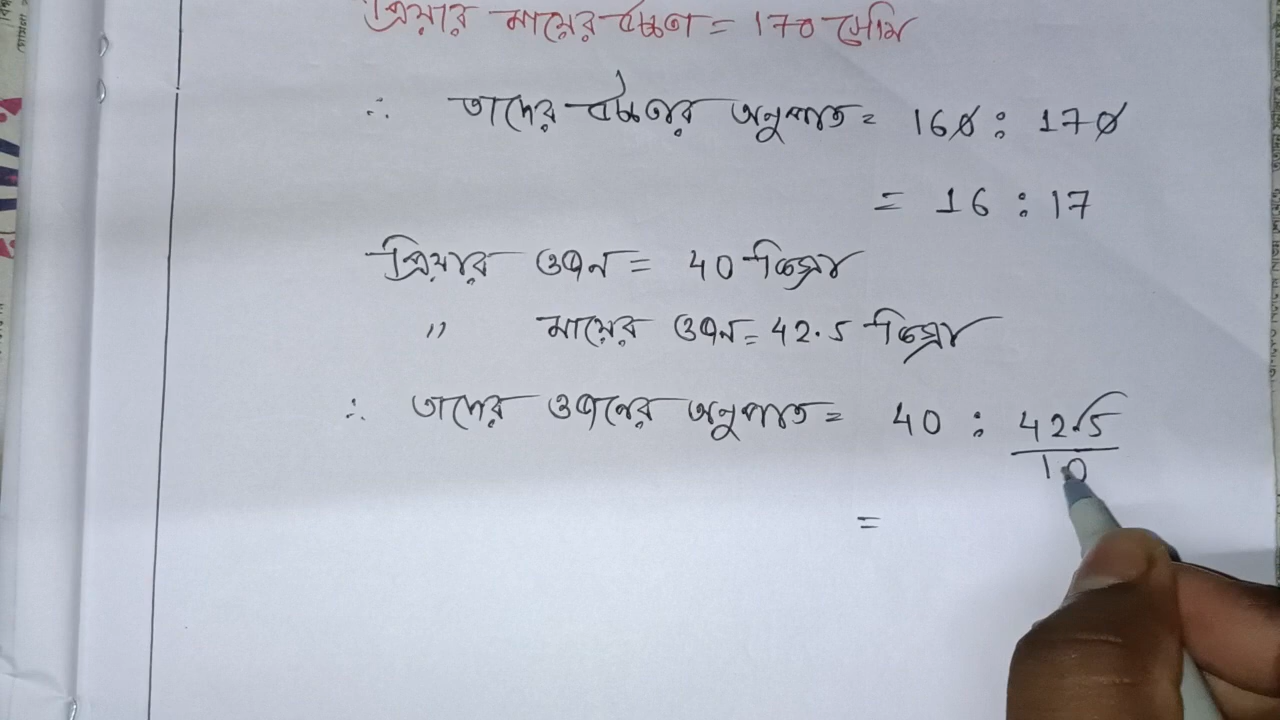 প্রিয়ার মায়ের উচ্চতা = 170 সেমি
∴ তাদের উচ্চতার অনুপাত = 160 : 170
= 16 : 17
প্রিয়ার ওজন = 40 কিগ্রা
" মায়ের ওজন = 42.5 কিগ্রা
∴ তাদের ওজনের অনুপাত = 40 : 42.5/10
=